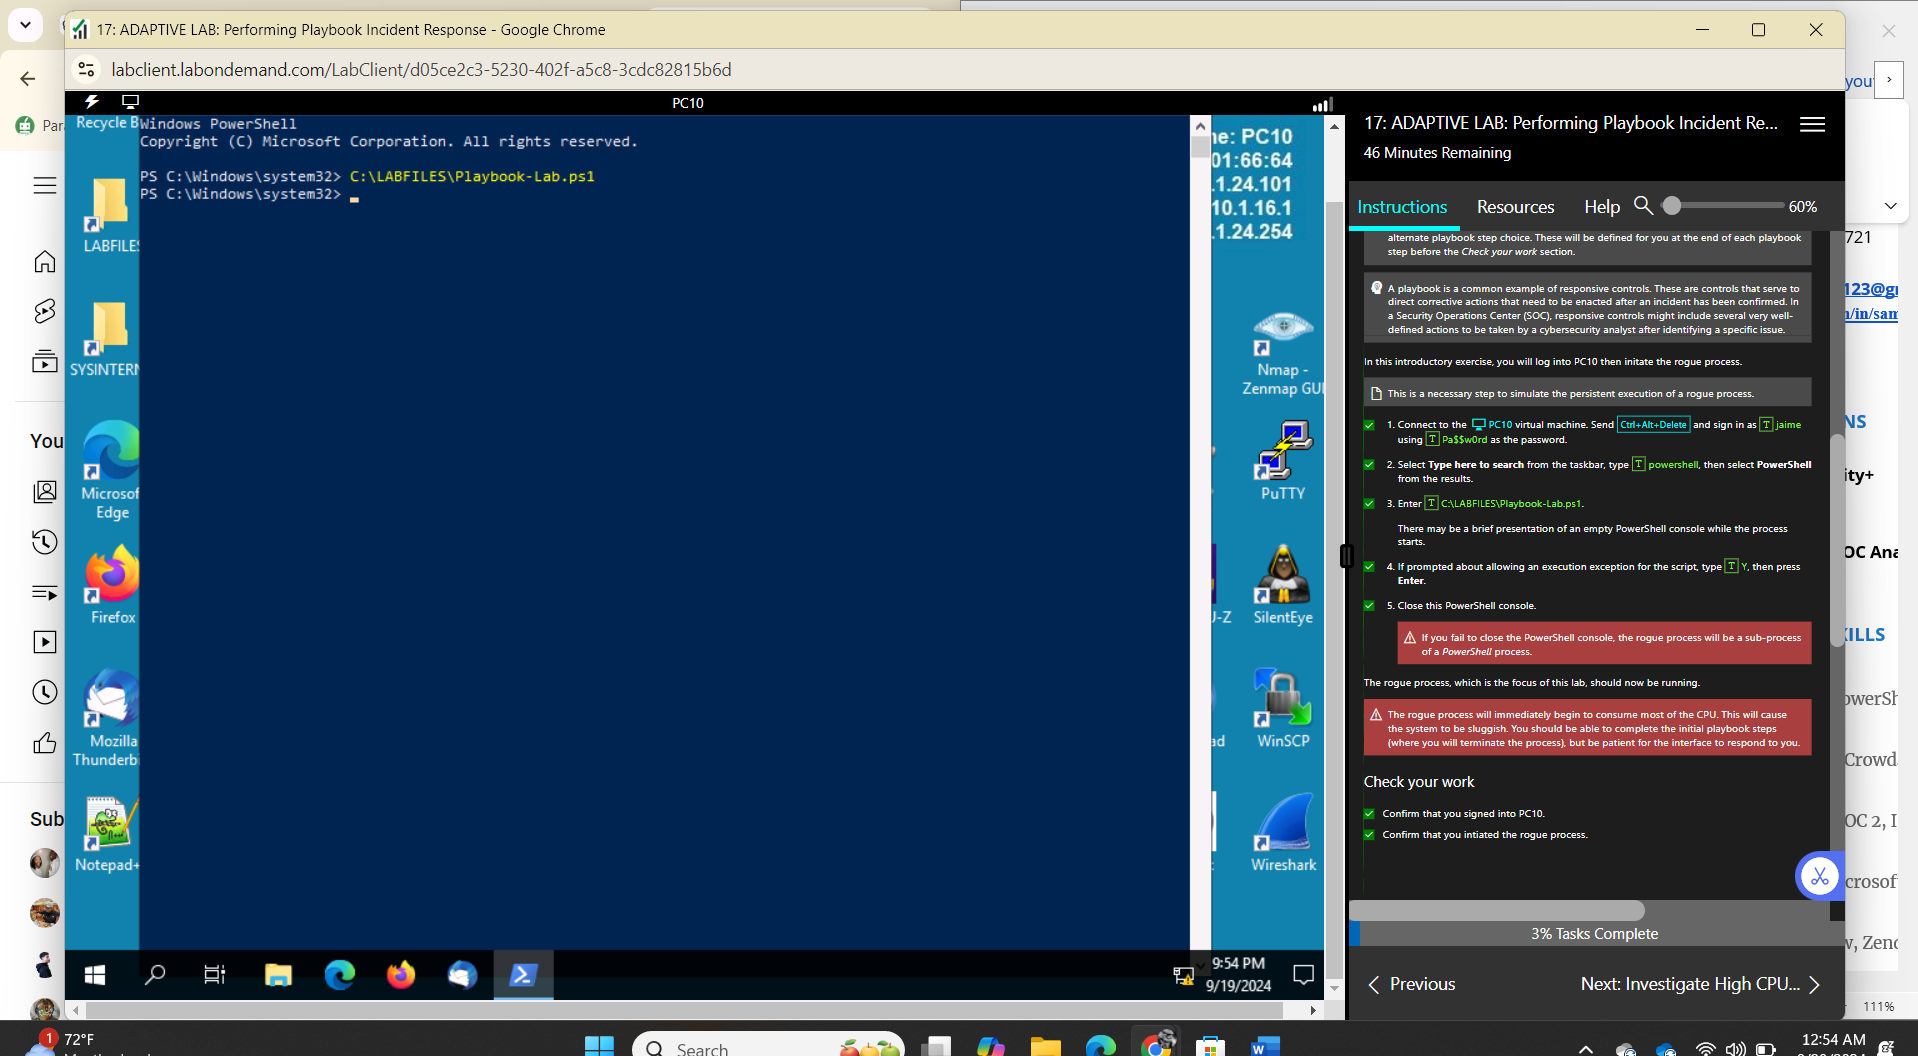 17: ADAPTIVE LAB: Performing Playbook Incident Response - Google Chrome
labclient.labondemand.com/LabClient/d05ce2c3-5230-402f-a5c8-3cdc82815b6d
PC10
Recycle B
Windows PowerShell
Copyright (C) Microsoft Corporation. All rights reserved.
PS C:\Windows\system32> C:\LABFILES\Playbook-Lab.ps1
PS C:\Windows\system32>
LABFILES
SYSINTERN
Microsof
Edge
Firefox
Mozilla
Thunderb
Notepad+
ne: PC10
01:66:64
.1.24.101
10.1.16.1
.1.24.254
Nmap -
Zenmap GUI
PuTTY
J-Z
SilentEye
ad
WinSCP
Wireshark
9:54 PM
9/19/2024
17: ADAPTIVE LAB: Performing Playbook Incident Re...
46 Minutes Remaining
Instructions
Resources
Help
60%
alternate playbook step choice. These will be defined for you at the end of each playbook
step before the Check your work section.
A playbook is a common example of responsive controls. These are controls that serve to
direct corrective actions that need to be enacted after an incident has been confirmed. In
a Security Operations Center (SOC), responsive controls might include several very well-
defined actions to be taken by a cybersecurity analyst after identifying a specific issue.
In this introductory exercise, you will log into PC10 then initate the rogue process.
This is a necessary step to simulate the persistent execution of a rogue process.
1. Connect to the PC10 virtual machine. Send Ctrl+Alt+Delete and sign in as T jaime
using T Pa$$w0rd as the password.
2. Select Type here to search from the taskbar, type T powershell, then select PowerShell
from the results.
3. Enter T C:\LABFILES\Playbook-Lab.ps1.
There may be a brief presentation of an empty PowerShell console while the process
starts.
4. If prompted about allowing an execution exception for the script, type T Y, then press
Enter.
5. Close this PowerShell console.
If you fail to close the PowerShell console, the rogue process will be a sub-process
of a PowerShell process.
The rogue process, which is the focus of this lab, should now be running.
The rogue process will immediately begin to consume most of the CPU. This will cause
the system to be sluggish. You should be able to complete the initial playbook steps
(where you will terminate the process), but be patient for the interface to respond to you.
Check your work
Confirm that you signed into PC10.
Confirm that you intiated the rogue process.
3% Tasks Complete
Previous
Next: Investigate High CPU...
Par
You
Sub
you
721
123@gr
n/in/sam
NS
ity+
OC Ana
KILLS
owerSh
Crowd
OC 2, I
crosof
v, Zend
111%
1
72°F
Search
12:54 AM